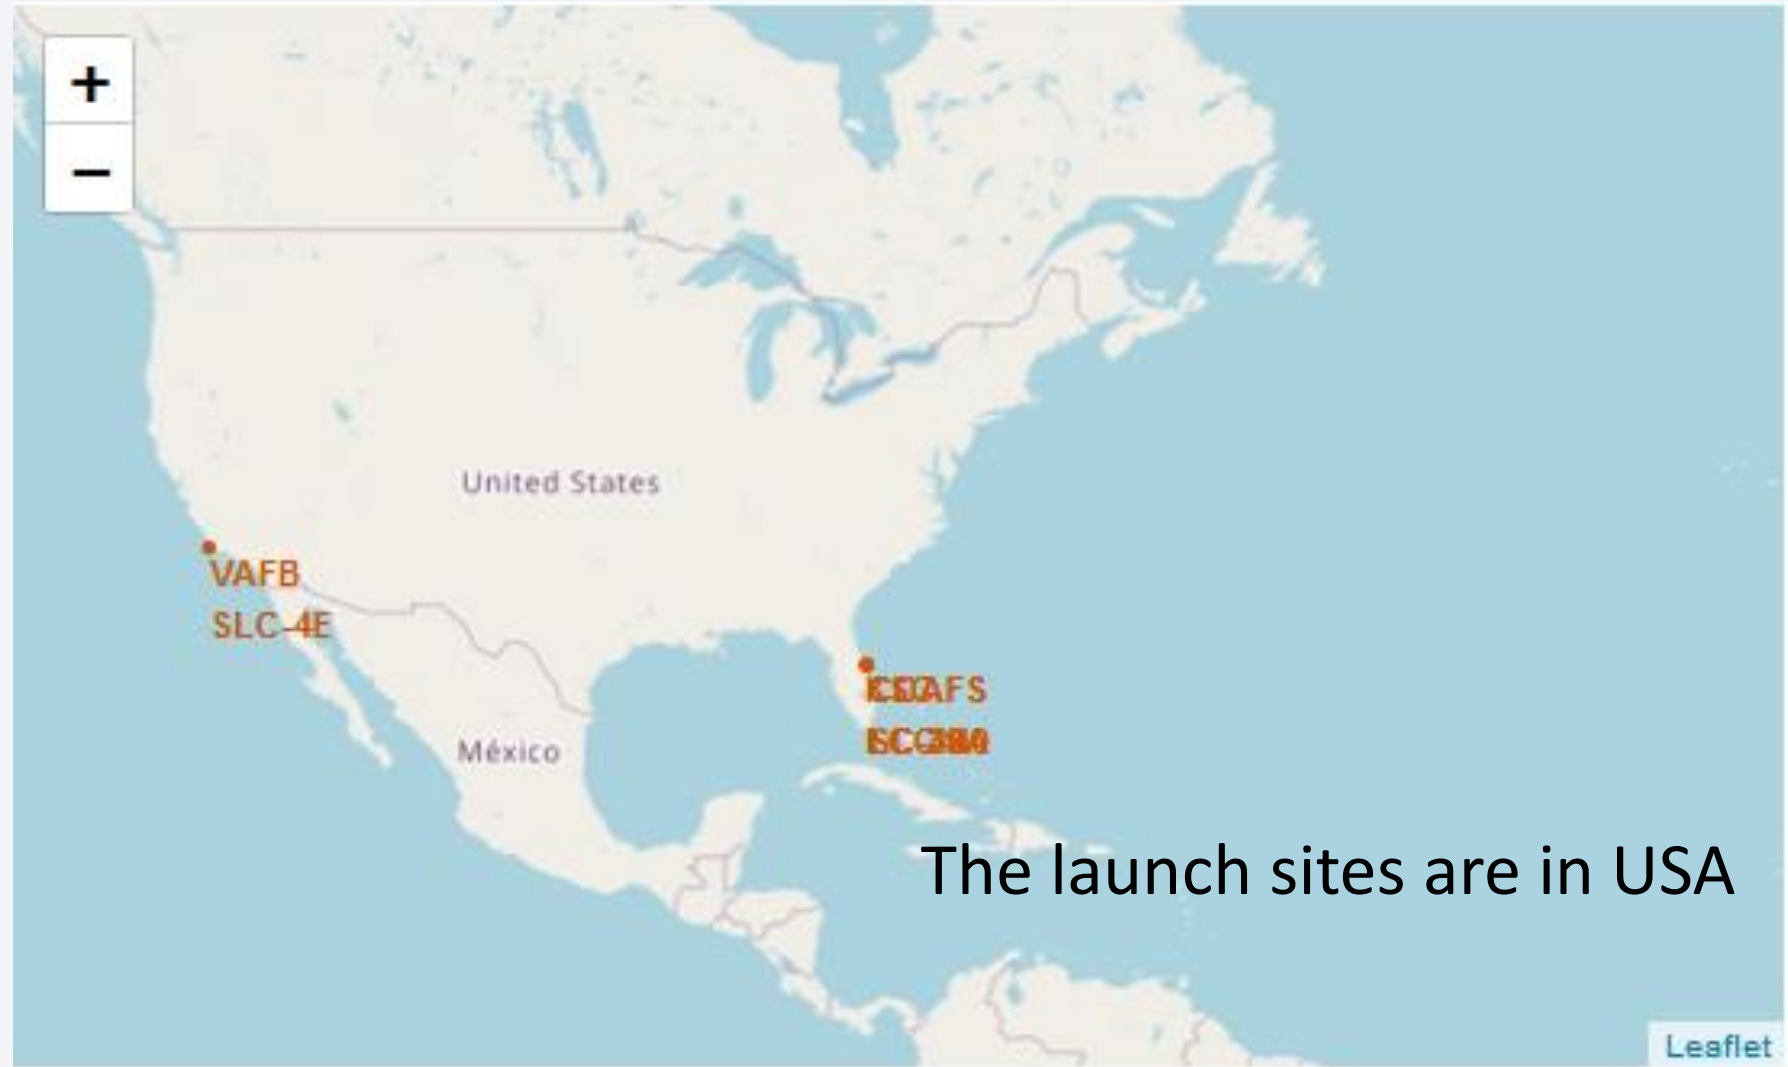 +
−
United States
VAFB
SLC-4E
México
The launch sites are in USA
Leaflet